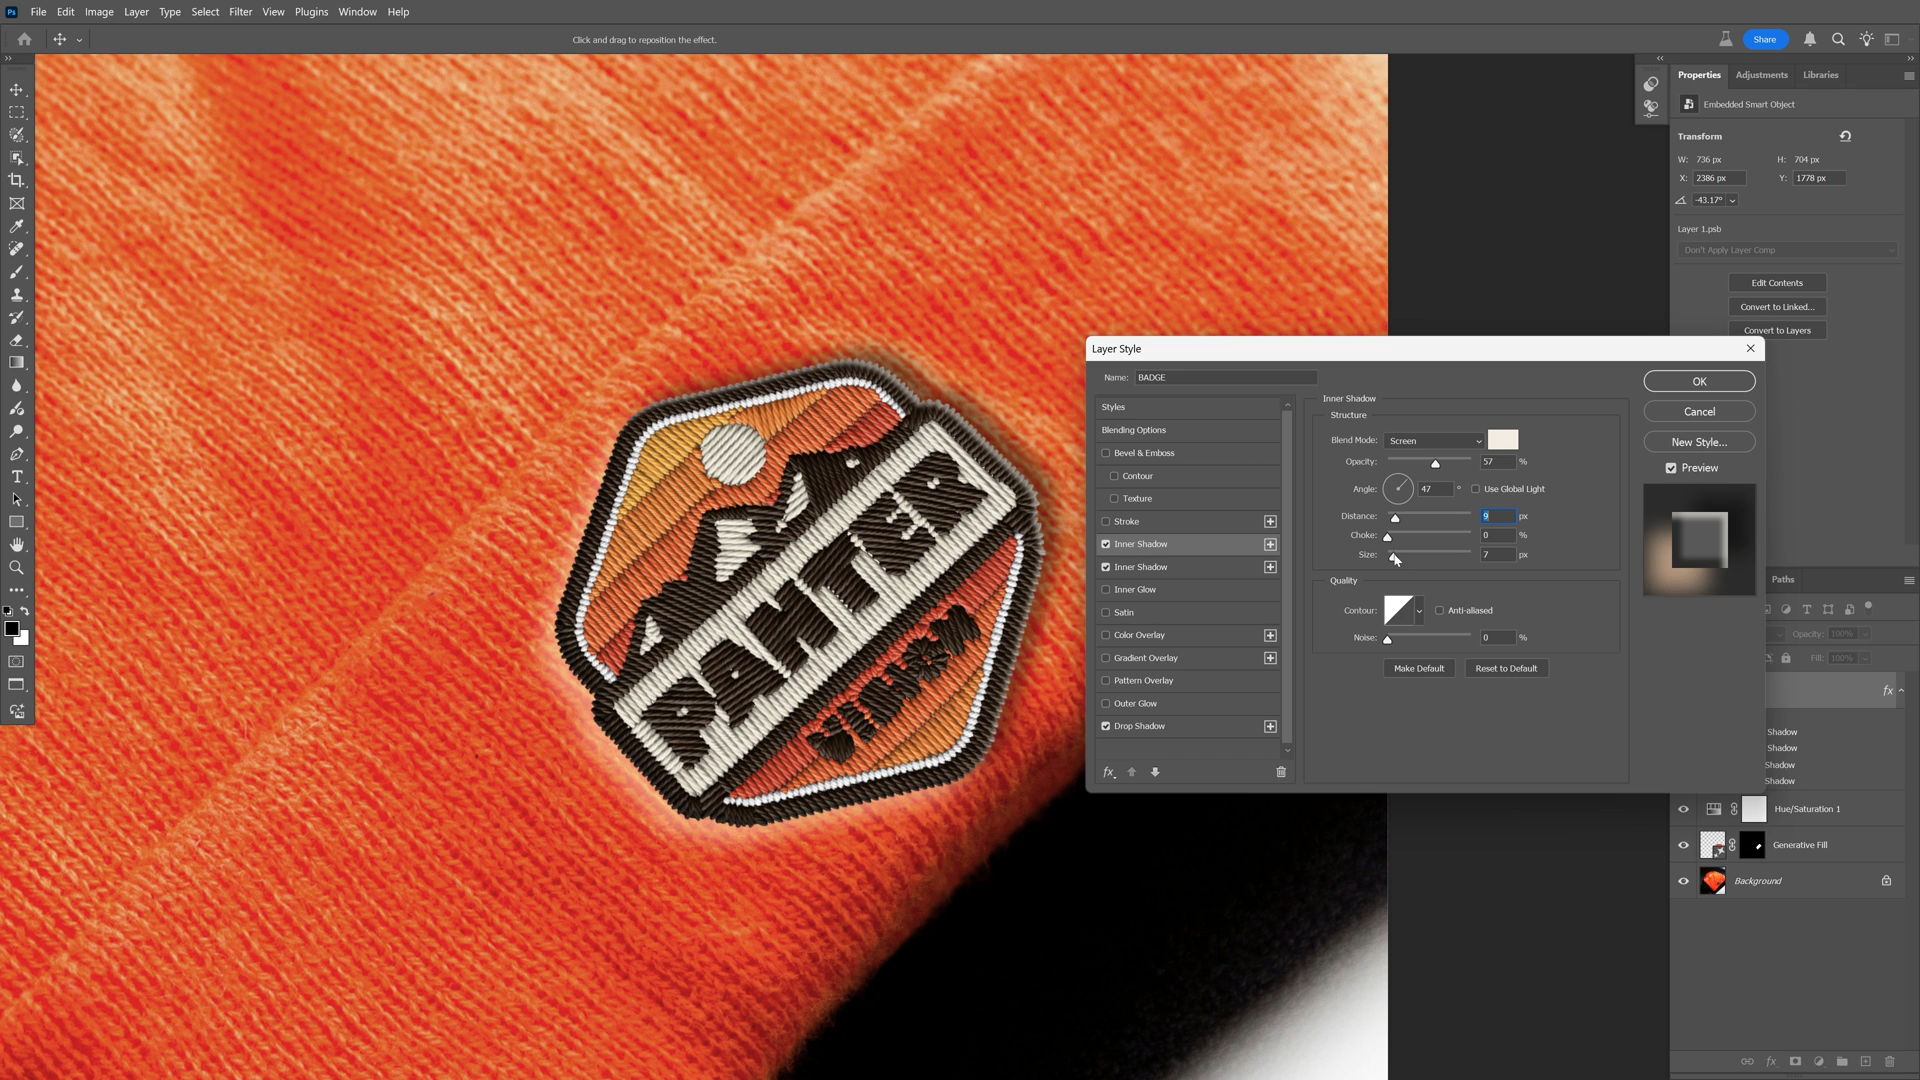 Ps File Edit Image Layer Type Select Filter View Plugins Window Help
Click and drag to reposition the effect.
Share
Properties Adjustments Libraries
Embedded Smart Object
Transform
W: 736 px H: 704 px
X: 2386 px Y: 1778 px
-43.17°
Layer 1.psb
Don't Apply Layer Comp
Edit Contents
Convert to Linked...
Convert to Layers
Layer Style
Name: BADGE
Styles
Blending Options
Bevel & Emboss
Contour
Texture
Stroke
Inner Shadow
Inner Shadow
Inner Glow
Satin
Color Overlay
Gradient Overlay
Pattern Overlay
Outer Glow
Drop Shadow
fx
Inner Shadow
Structure
Blend Mode: Screen
Opacity: 57 %
Angle: 47 ° Use Global Light
Distance: 9 px
Choke: 0 %
Size: 7 px
Quality
Contour: Anti-aliased
Noise: 0 %
Make Default Reset to Default
OK
Cancel
New Style...
Preview
Paths
Opacity: 100%
Fill: 100%
fx
Shadow
Shadow
Shadow
Shadow
Hue/Saturation 1
Generative Fill
Background
fx
PANTER